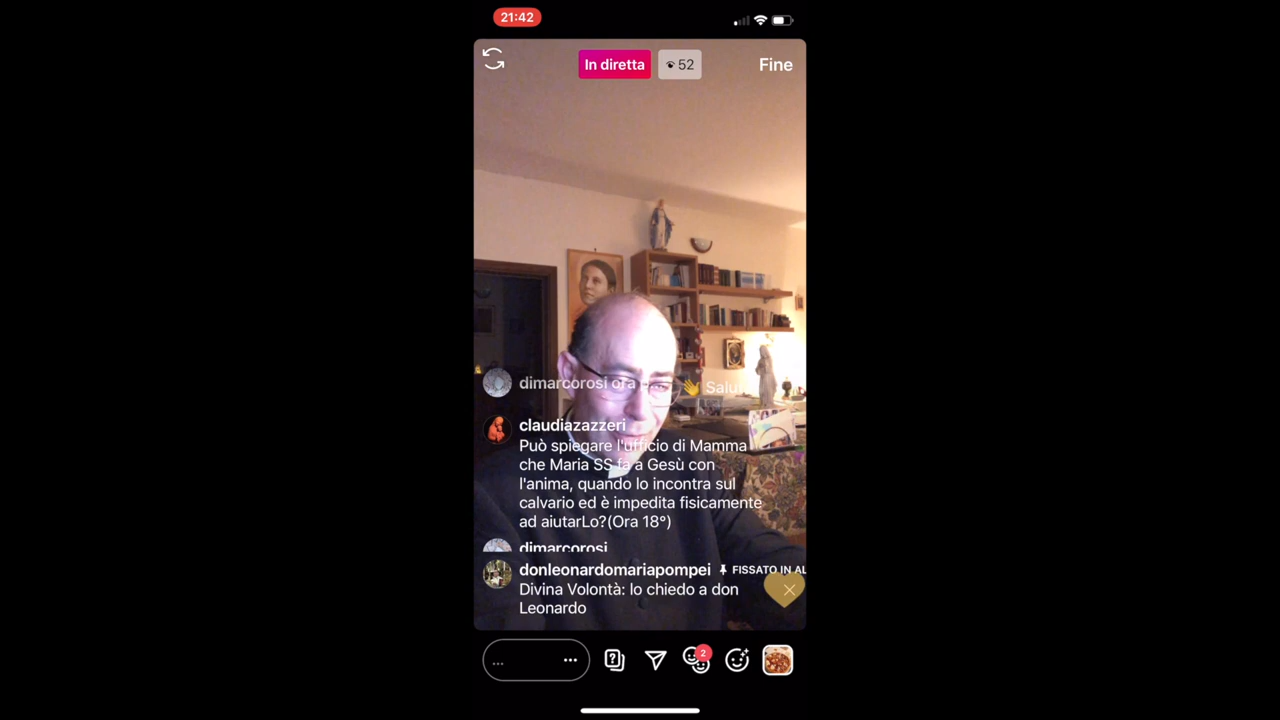 21:42
In diretta
52
Fine
dimarcorosi ora
👋 Salu
claudiazazzeri
Può spiegare l'ufficio di Mamma
che Maria SS fa a Gesù con
l'anima, quando lo incontra sul
calvario ed è impedita fisicamente
ad aiutarLo?(Ora 18°)
dimarcorosi
donleonardomariapompei FISSATO IN AL
Divina Volontà: lo chiedo a don
Leonardo
...
2